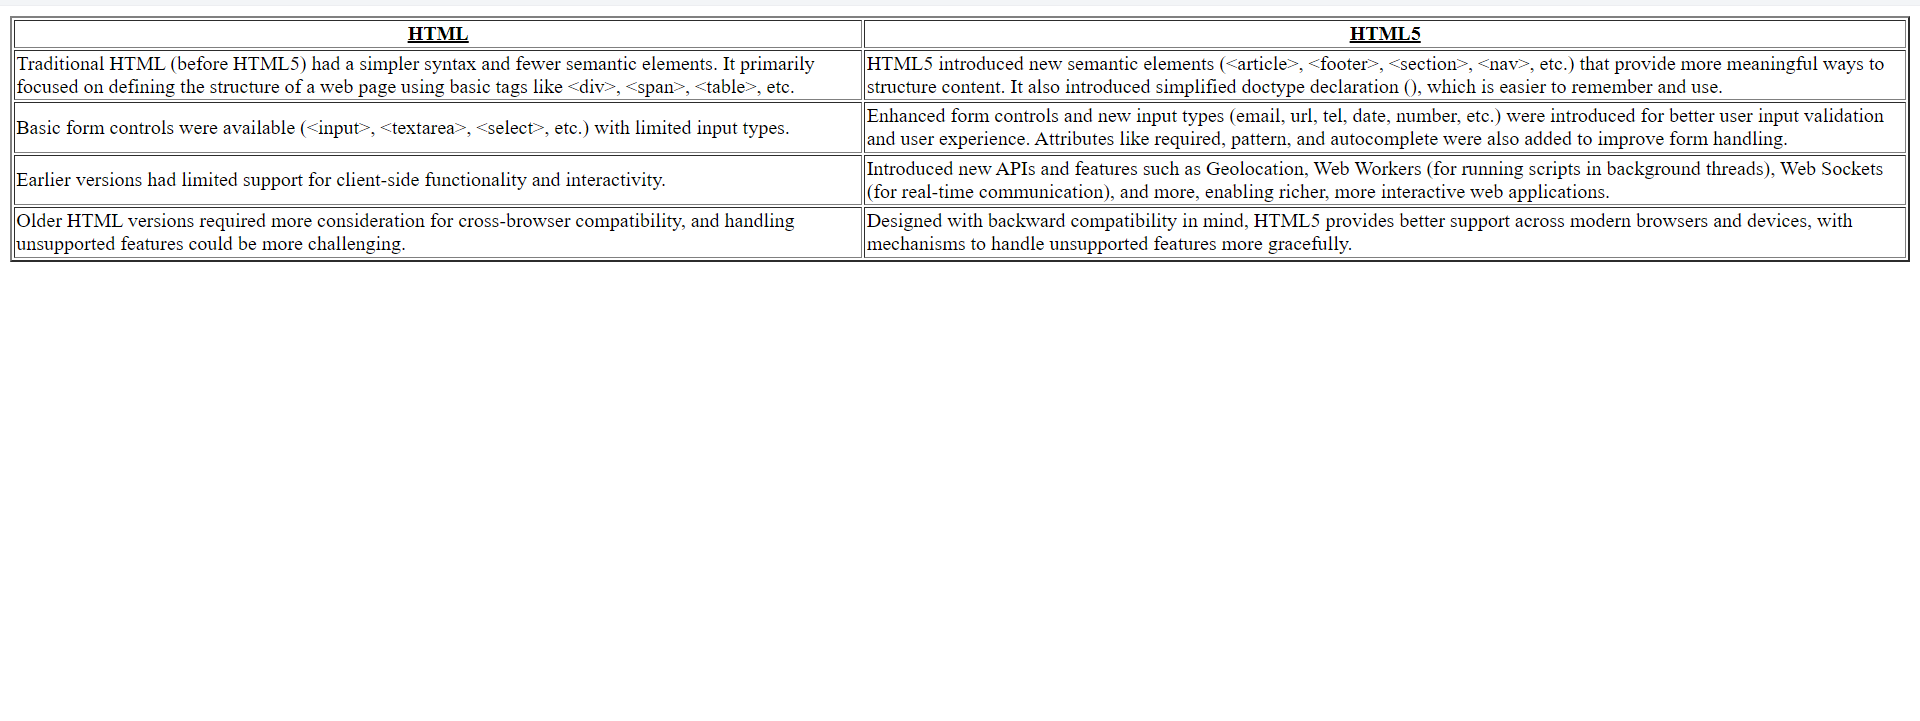 HTML
HTML5
Traditional HTML (before HTML5) had a simpler syntax and fewer semantic elements. It primarily
focused on defining the structure of a web page using basic tags like <div>, <span>, <table>, etc.
HTML5 introduced new semantic elements (<article>, <footer>, <section>, <nav>, etc.) that provide more meaningful ways to
structure content. It also introduced simplified doctype declaration (), which is easier to remember and use.
Basic form controls were available (<input>, <textarea>, <select>, etc.) with limited input types.
Enhanced form controls and new input types (email, url, tel, date, number, etc.) were introduced for better user input validation
and user experience. Attributes like required, pattern, and autocomplete were also added to improve form handling.
Earlier versions had limited support for client-side functionality and interactivity.
Introduced new APIs and features such as Geolocation, Web Workers (for running scripts in background threads), Web Sockets
(for real-time communication), and more, enabling richer, more interactive web applications.
Older HTML versions required more consideration for cross-browser compatibility, and handling
unsupported features could be more challenging.
Designed with backward compatibility in mind, HTML5 provides better support across modern browsers and devices, with
mechanisms to handle unsupported features more gracefully.